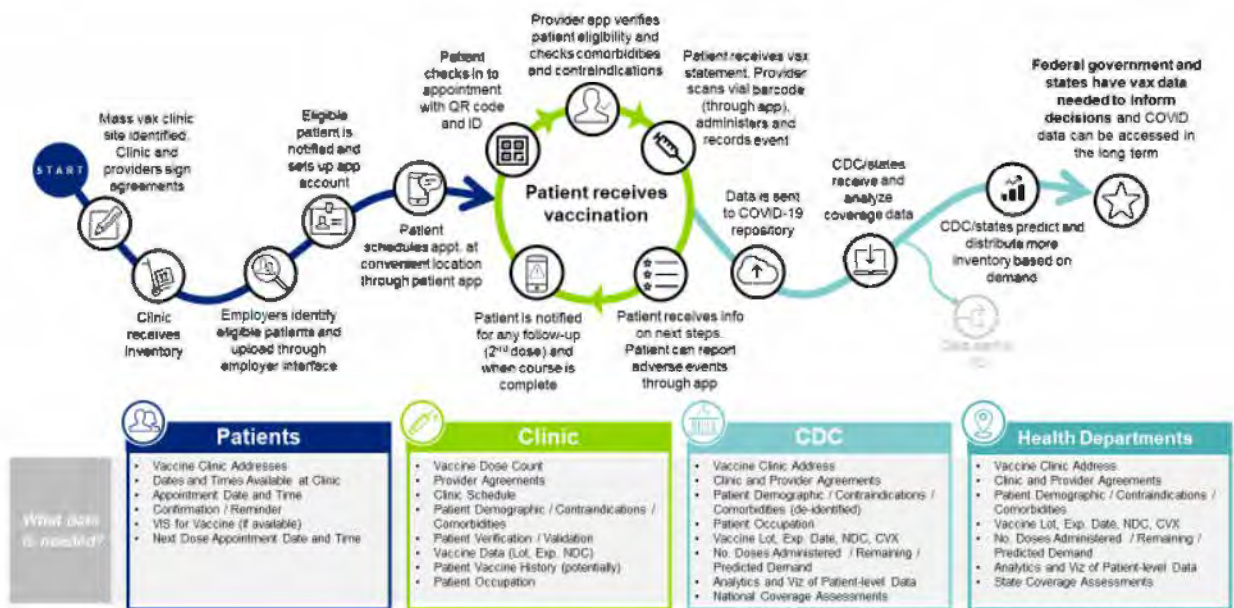 START
Mass vax clinic
site identified.
Clinic and
providers sign
agreements
Clinic
receives
Inventory
Employers identify
eligible patients and
upload through
employer interface
Eligible
patient is
notified and
sets up app
account
Patient
schedules appt. at
convenient location
through patient app
Patient
checks in to
appointment
with QR code
and ID
Provider app verifies
patient eligibility and
checks comorbidities
and contraindications
Patient receives vax
statement. Provider
scans vial barcode
(through app),
administers and
records event
Patient receives
vaccination
Patient receives info
on next steps.
Patient can report
adverse events
through app
Patient is notified
for any follow-up
(2nd dose) and
when course is
complete
Data is sent
to COVID-19
repository
CDC/states
receive and
analyze
coverage data
CDC/states predict and
distribute more
inventory based on
demand
Federal government and
states have vax data
needed to inform
decisions and COVID
data can be accessed in
the long term
What data
is needed?
Patients
• Vaccine Clinic Addresses
• Dates and Times Available at Clinic
• Appointment Date and Time
• Confirmation / Reminder
• VIS for Vaccine (if available)
• Next Dose Appointment Date and Time
Clinic
• Vaccine Dose Count
• Provider Agreements
• Clinic Schedule
• Patient Demographic / Contraindications /
Comorbidities
• Patient Verification / Validation
• Vaccine Data (Lot, Exp. NDC)
• Patient Vaccine History (potentially)
• Patient Occupation
CDC
• Vaccine Clinic Address
• Clinic and Provider Agreements
• Patient Demographic / Contraindications /
Comorbidities (de-identified)
• Patient Occupation
• Vaccine Lot, Exp. Date, NDC, CVX
• No. Doses Administered / Remaining /
Predicted Demand
• Analytics and Viz of Patient-level Data
• National Coverage Assessments
Health Departments
• Vaccine Clinic Address
• Clinic and Provider Agreements
• Patient Demographic / Contraindications /
Comorbidities
• Vaccine Lot, Exp. Date, NDC, CVX
• No. Doses Administered / Remaining /
Predicted Demand
• Analytics and Viz of Patient-level Data
• State Coverage Assessments